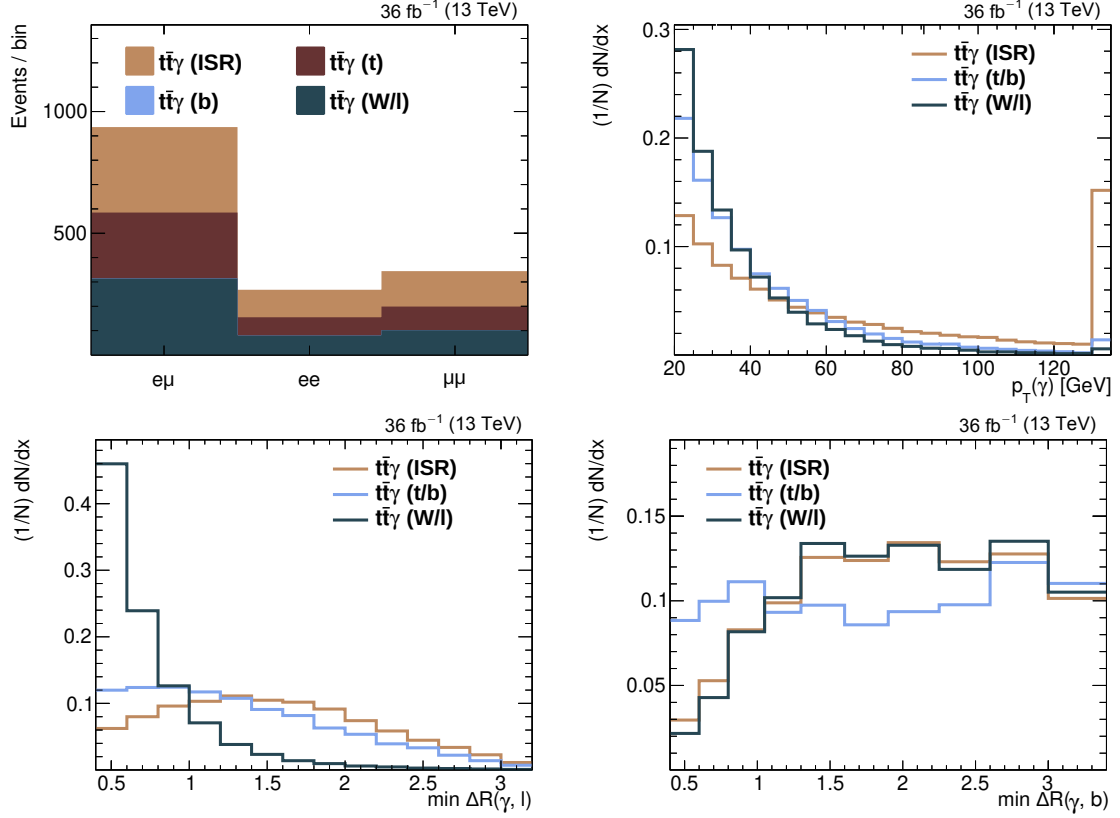 36 fb⁻¹ (13 TeV)
Events / bin
tt̄γ (ISR)
tt̄γ (t)
tt̄γ (b)
tt̄γ (W/l)
1000
500
eμ
ee
μμ
36 fb⁻¹ (13 TeV)
(1/N) dN/dx
0.3
0.2
0.1
tt̄γ (ISR)
tt̄γ (t/b)
tt̄γ (W/l)
20 40 60 80 100 120
p_T(γ) [GeV]
36 fb⁻¹ (13 TeV)
(1/N) dN/dx
0.4
0.3
0.2
0.1
tt̄γ (ISR)
tt̄γ (t/b)
tt̄γ (W/l)
0.5 1 1.5 2 2.5 3
min ΔR(γ, l)
36 fb⁻¹ (13 TeV)
(1/N) dN/dx
0.15
0.1
0.05
tt̄γ (ISR)
tt̄γ (t/b)
tt̄γ (W/l)
0.5 1 1.5 2 2.5 3
min ΔR(γ, b)